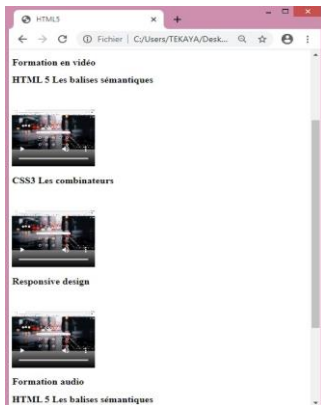 HTML5
Fichier | C:/Users/TEKAYA/Desk...
Formation en vidéo
HTML 5 Les balises sémantiques
CSS3 Les combinateurs
Responsive design
Formation audio
HTML 5 Les balises sémantiques